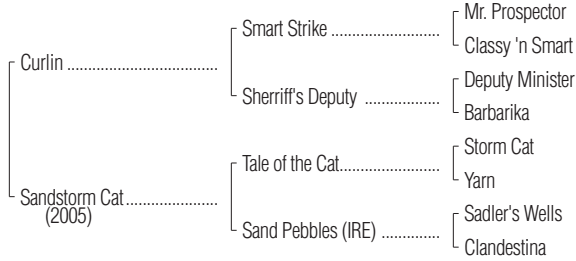 Mr. Prospector
Smart Strike ....................
Classy 'n Smart
Curlin ............................
Deputy Minister
Sherriff's Deputy ..............
Barbarika
Storm Cat
Tale of the Cat..................
Yarn
Sandstorm Cat.................
(2005)
Sadler's Wells
Sand Pebbles (IRE) ...........
Clandestina